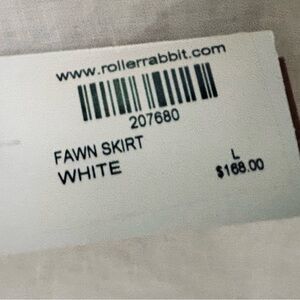 www.rollerrabbit.com
207680
FAWN SKIRT
WHITE
L
$168.00